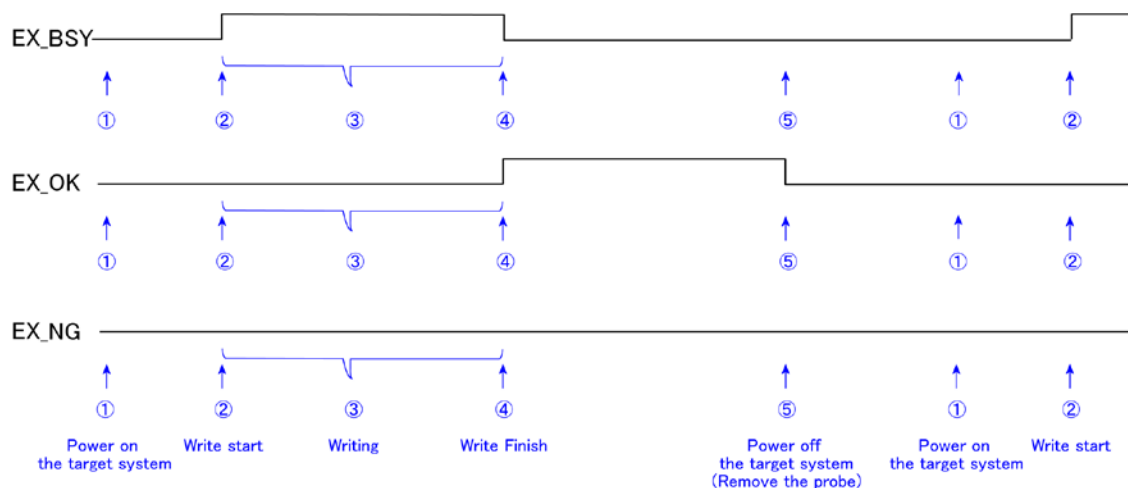 EX_BSY
① ② ③ ④ ⑤ ① ②
EX_OK
① ② ③ ④ ⑤ ① ②
EX_NG
① ② ③ ④ ⑤ ① ②
Power on
the target system
Write start
Writing
Write Finish
Power off
the target system
(Remove the probe)
Power on
the target system
Write start